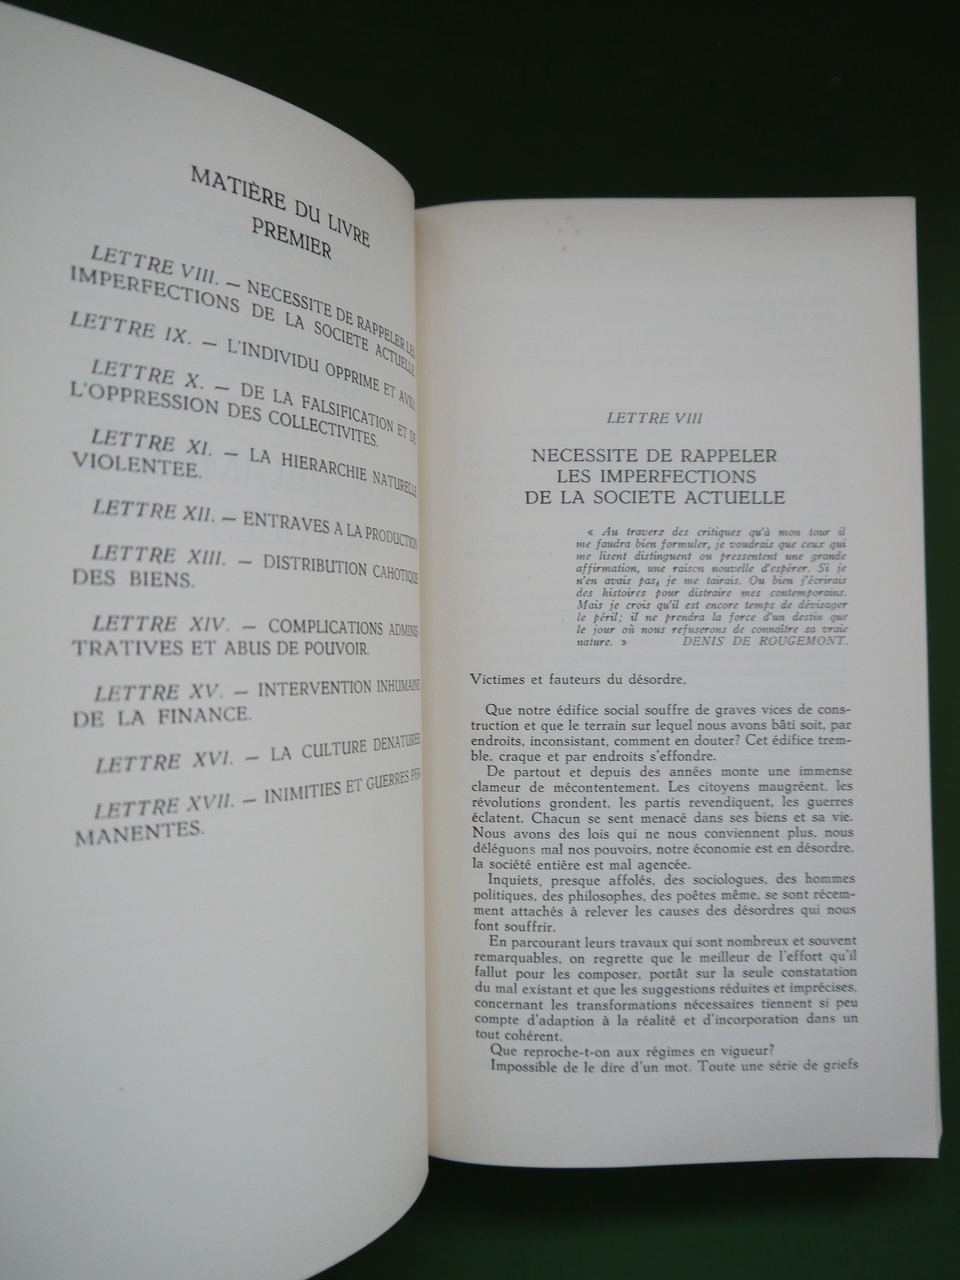 MATIÈRE DU LIVRE
PREMIER
LETTRE VIII. — NECESSITE DE RAPPELER LES
IMPERFECTIONS DE LA SOCIETE ACTUELLE
LETTRE IX. — L'INDIVIDU OPPRIME ET AVILI
LETTRE X. — DE LA FALSIFICATION ET DE
L'OPPRESSION DES COLLECTIVITES.
LETTRE XI. — LA HIERARCHIE NATURELLE
VIOLENTEE.
LETTRE XII. — ENTRAVES A LA PRODUCTION
LETTRE XIII. — DISTRIBUTION CAHOTIQUE
DES BIENS.
LETTRE XIV. — COMPLICATIONS ADMINIS-
TRATIVES ET ABUS DE POUVOIR.
LETTRE XV. — INTERVENTION INHUMAINE
DE LA FINANCE.
LETTRE XVI. — LA CULTURE DENATUREE
LETTRE XVII. — INIMITIES ET GUERRES PER-
MANENTES.
LETTRE VIII
NECESSITE DE RAPPELER
LES IMPERFECTIONS
DE LA SOCIETE ACTUELLE
« Au travers des critiques qu'à mon tour il
me faudra bien formuler, je voudrais que ceux qui
me lisent distinguent ou pressentent une grande
affirmation, une raison nouvelle d'espérer. Si je
n'en avais pas, je me tairais. Ou bien j'écrirais
des histoires pour distraire mes contemporains.
Mais je crois qu'il est encore temps de dévisager
le péril; il ne prendra la force d'un destin que
le jour où nous refuserons de connaître sa vraie
nature. » DENIS DE ROUGEMONT.
Victimes et fauteurs du désordre,
Que notre édifice social souffre de graves vices de cons-
truction et que le terrain sur lequel nous avons bâti soit, par
endroits, inconsistant, comment en douter? Cet édifice trem-
ble, craque et par endroits s'effondre.
De partout et depuis des années monte une immense
clameur de mécontentement. Les citoyens maugréent, les
révolutions grondent, les partis revendiquent, les guerres
éclatent. Chacun se sent menacé dans ses biens et sa vie.
Nous avons des lois qui ne nous conviennent plus, nous
déléguons mal nos pouvoirs, notre économie est en désordre,
la société entière est mal agencée.
Inquiets, presque affolés, des sociologues, des hommes
politiques, des philosophes, des poètes même, se sont récem-
ment attachés à relever les causes des désordres qui nous
font souffrir.
En parcourant leurs travaux qui sont nombreux et souvent
remarquables, on regrette que le meilleur de l'effort qu'il
fallut pour les composer, portât sur la seule constatation
du mal existant et que les suggestions réduites et imprécises,
concernant les transformations nécessaires tiennent si peu
compte d'adaption à la réalité et d'incorporation dans un
tout cohérent.
Que reproche-t-on aux régimes en vigueur?
Impossible de le dire d'un mot. Toute une série de griefs